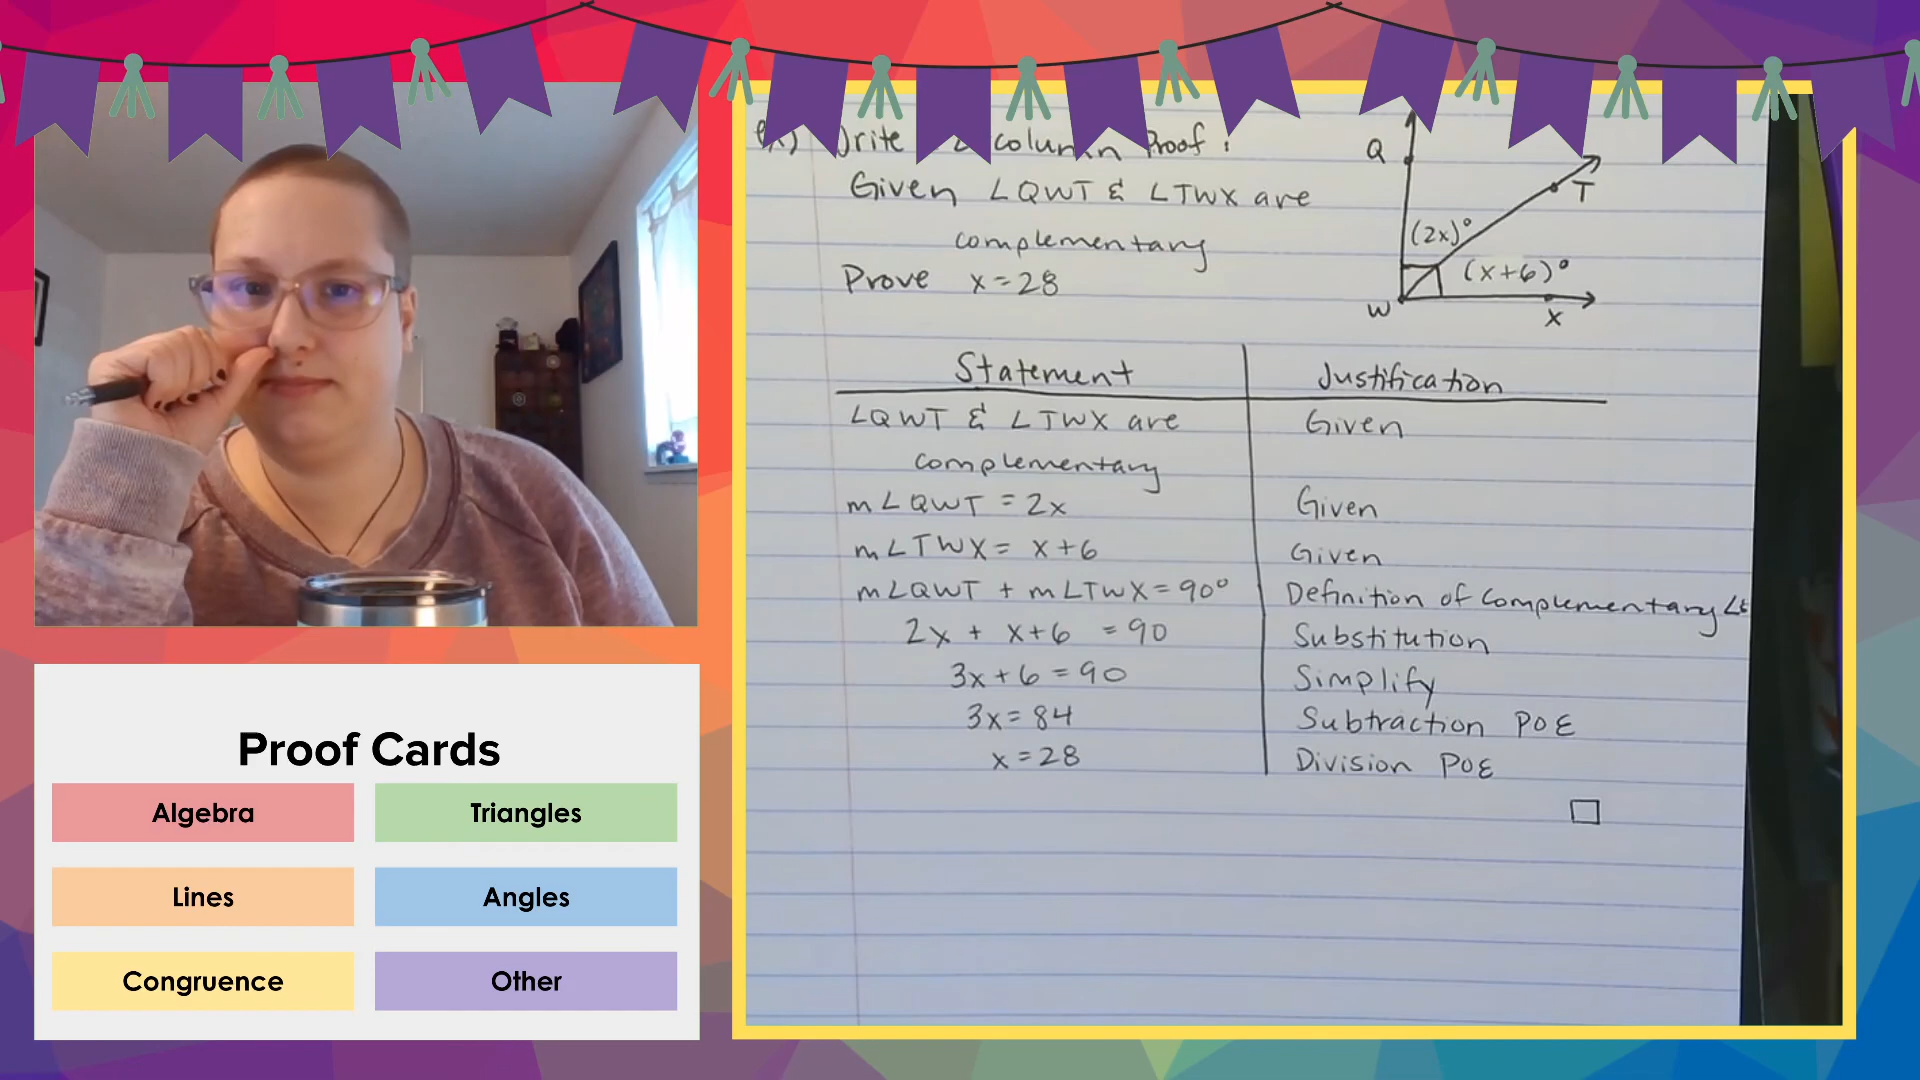 Write 2 column Proof:
Given ∠QWT & ∠TWX are
complementary
Prove x=28
Q
T
(2x)°
(x+6)°
W
X
Statement
Justification
∠QWT & ∠TWX are
complementary
Given
m∠QWT = 2x
Given
m∠TWX = x+6
Given
m∠QWT + m∠TWX = 90°
Definition of Complementary ∠s
2x + x+6 = 90
Substitution
3x+6 = 90
Simplify
3x = 84
Subtraction POE
x = 28
Division POE
Proof Cards
Algebra
Triangles
Lines
Angles
Congruence
Other